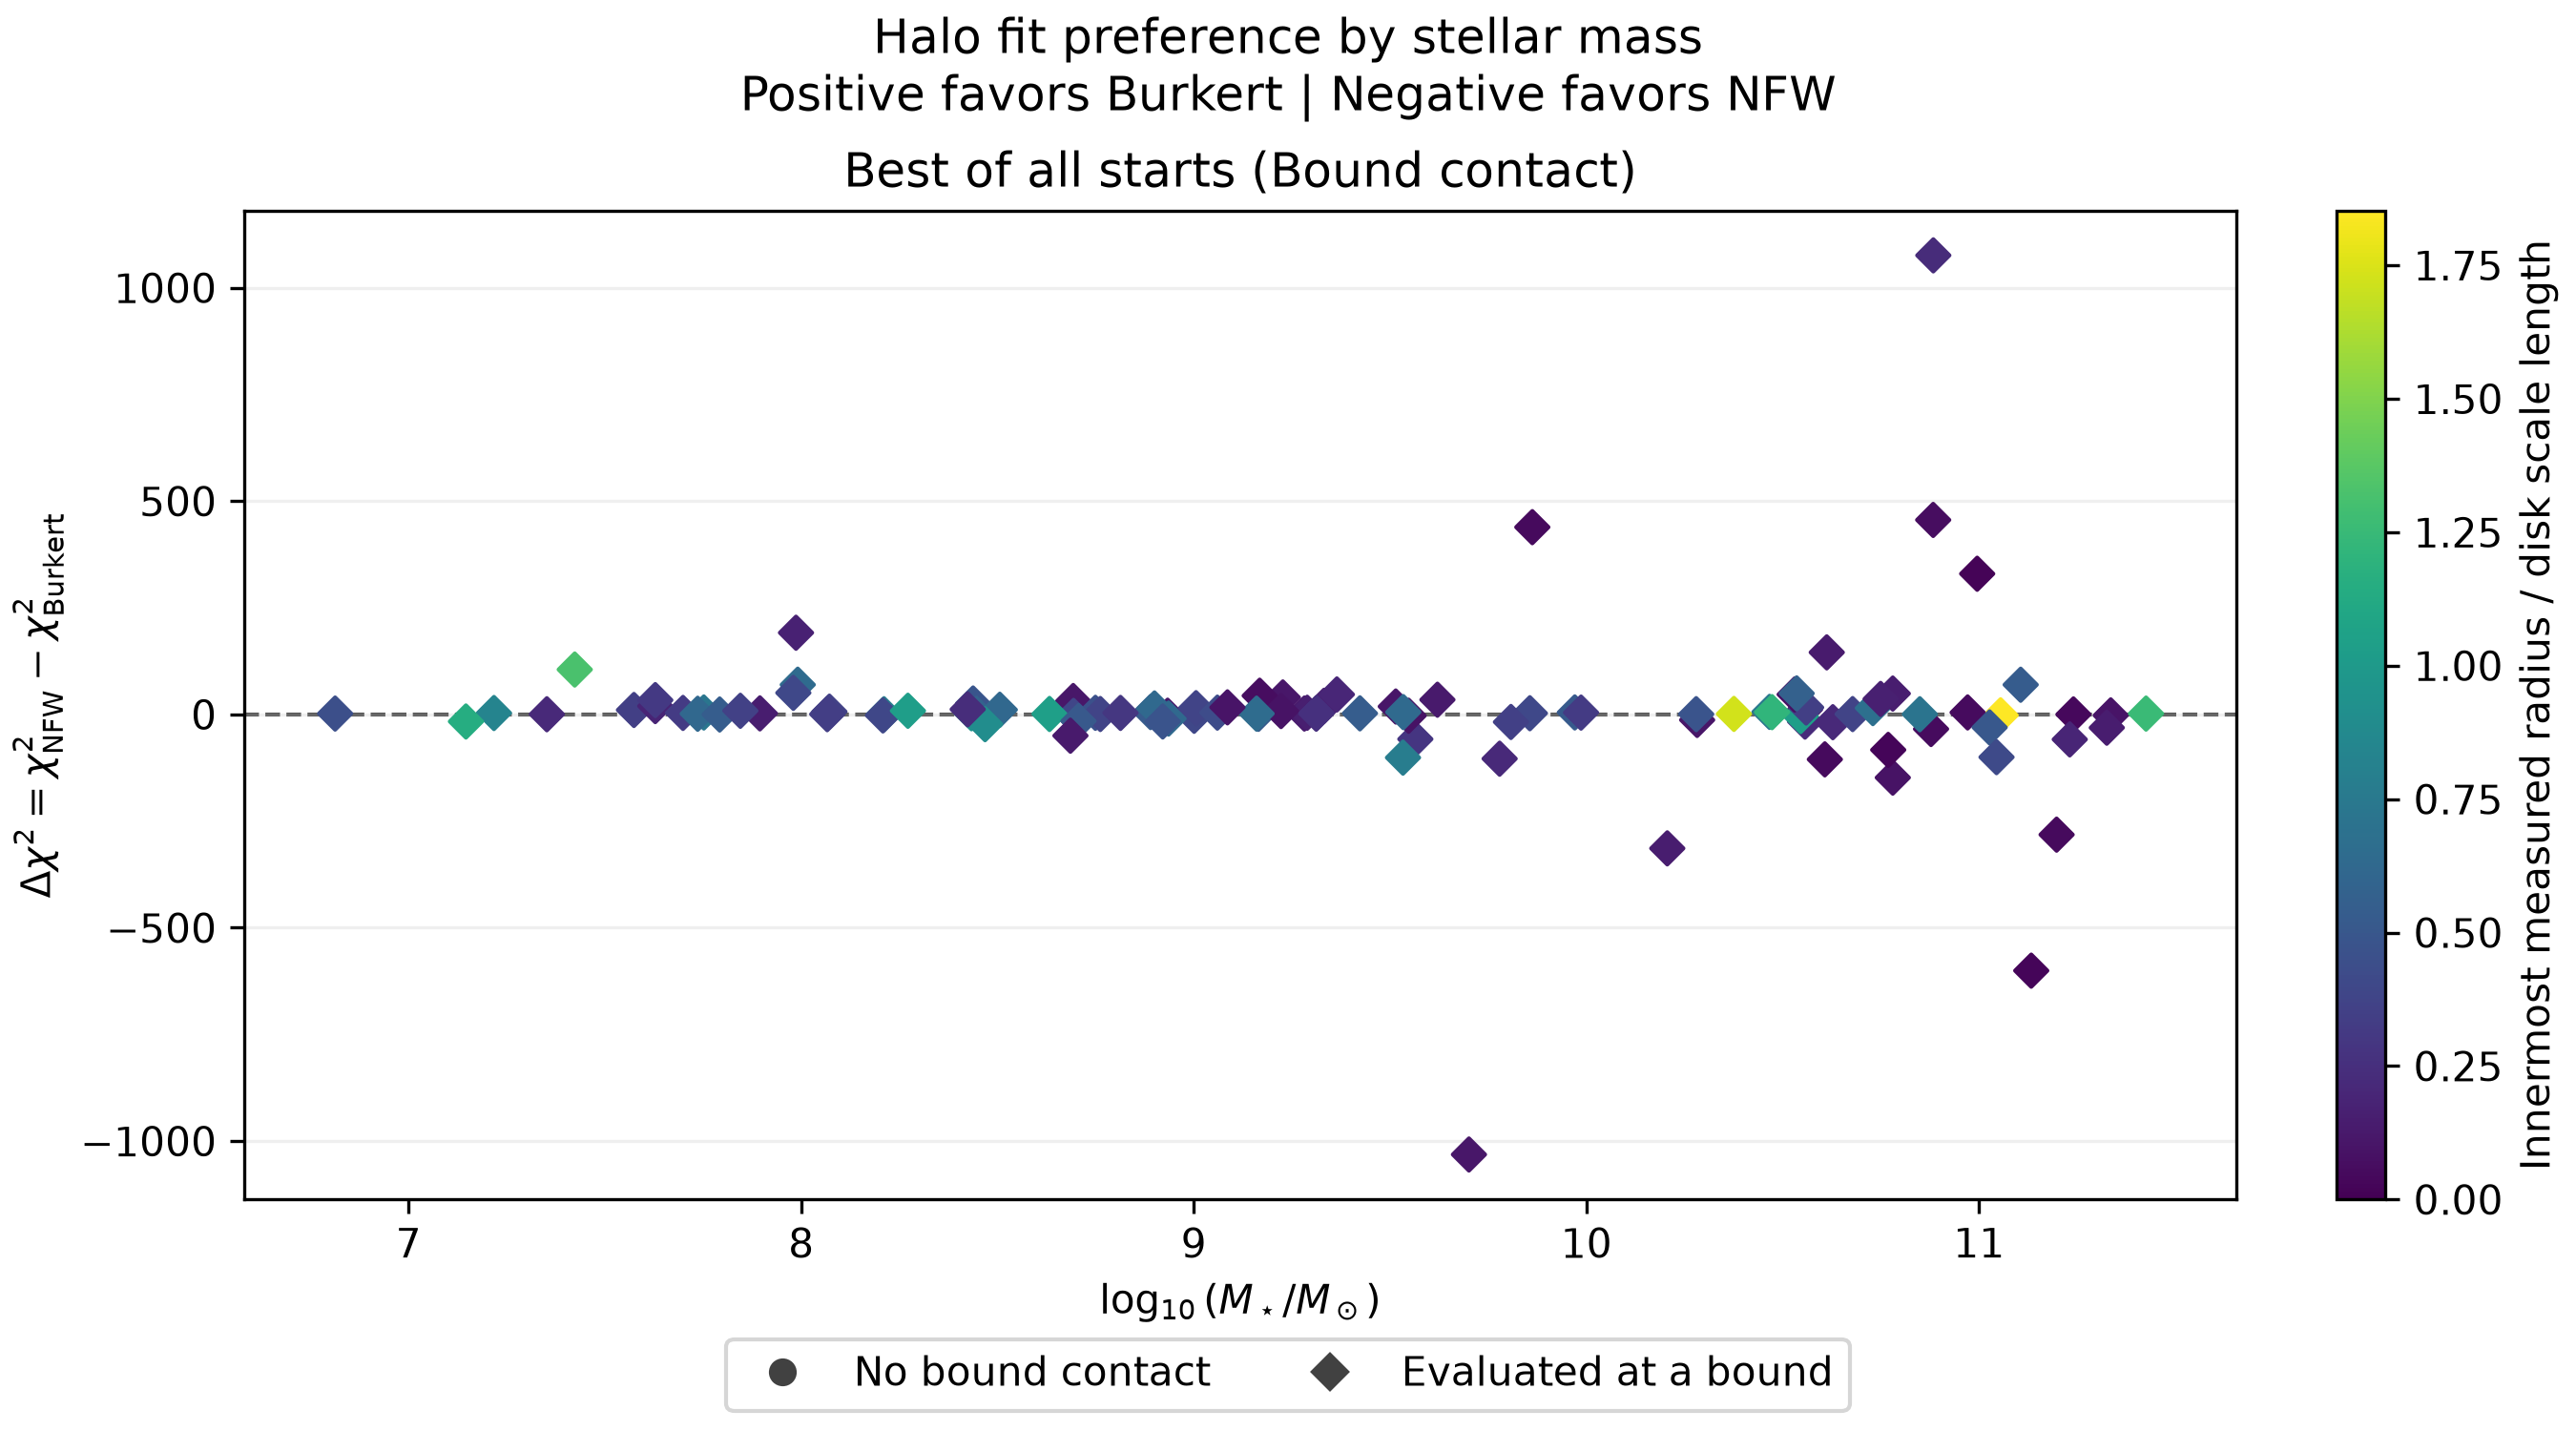 Halo fit preference by stellar mass
Positive favors Burkert | Negative favors NFW
Best of all starts (Bound contact)
Δχ² = χ²NFW − χ²Burkert
1000
500
0
−500
−1000
7
8
9
10
11
log₁₀(M⋆/M⊙)
1.75
1.50
1.25
1.00
0.75
0.50
0.25
0.00
Innermost measured radius / disk scale length
No bound contact
Evaluated at a bound